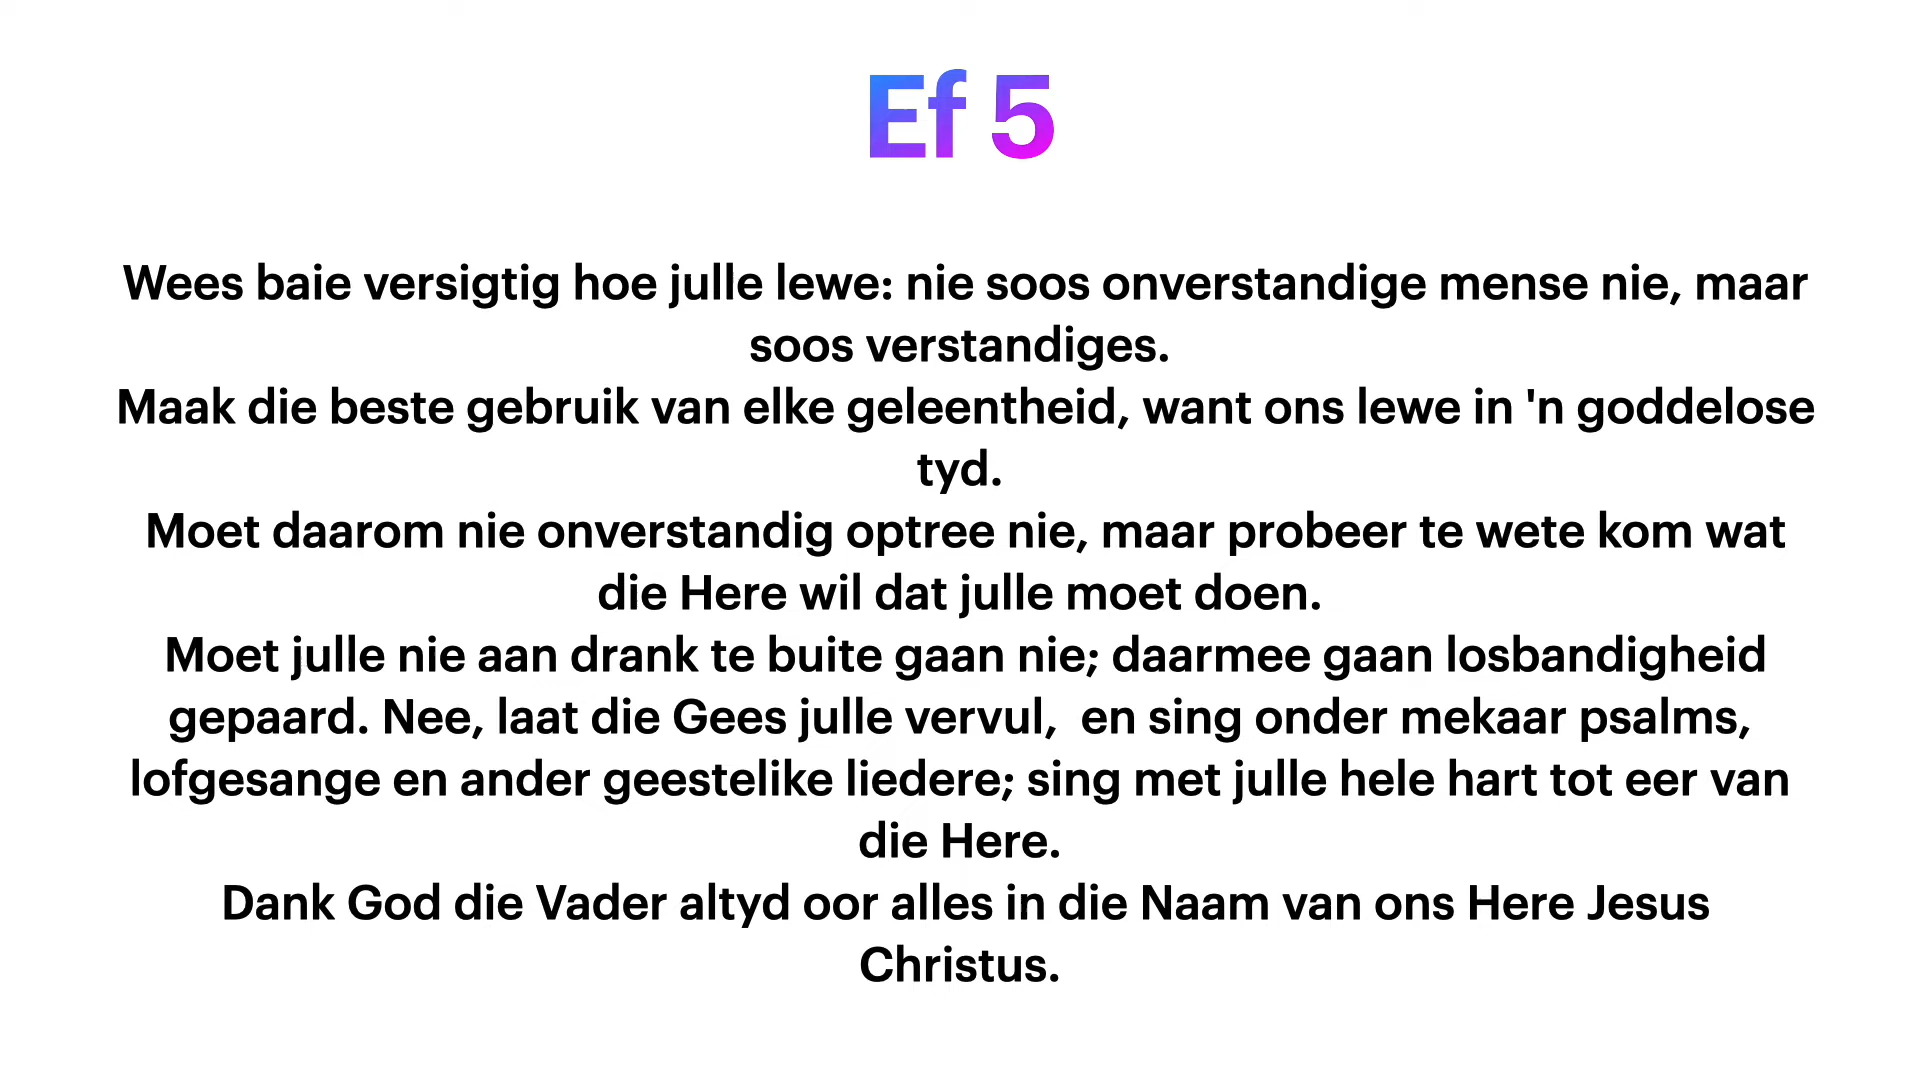 Ef 5
Wees baie versigtig hoe julle lewe: nie soos onverstandige mense nie, maar
soos verstandiges.
Maak die beste gebruik van elke geleentheid, want ons lewe in 'n goddelose
tyd.
Moet daarom nie onverstandig optree nie, maar probeer te wete kom wat
die Here wil dat julle moet doen.
Moet julle nie aan drank te buite gaan nie; daarmee gaan losbandigheid
gepaard. Nee, laat die Gees julle vervul,  en sing onder mekaar psalms,
lofgesange en ander geestelike liedere; sing met julle hele hart tot eer van
die Here.
Dank God die Vader altyd oor alles in die Naam van ons Here Jesus
Christus.